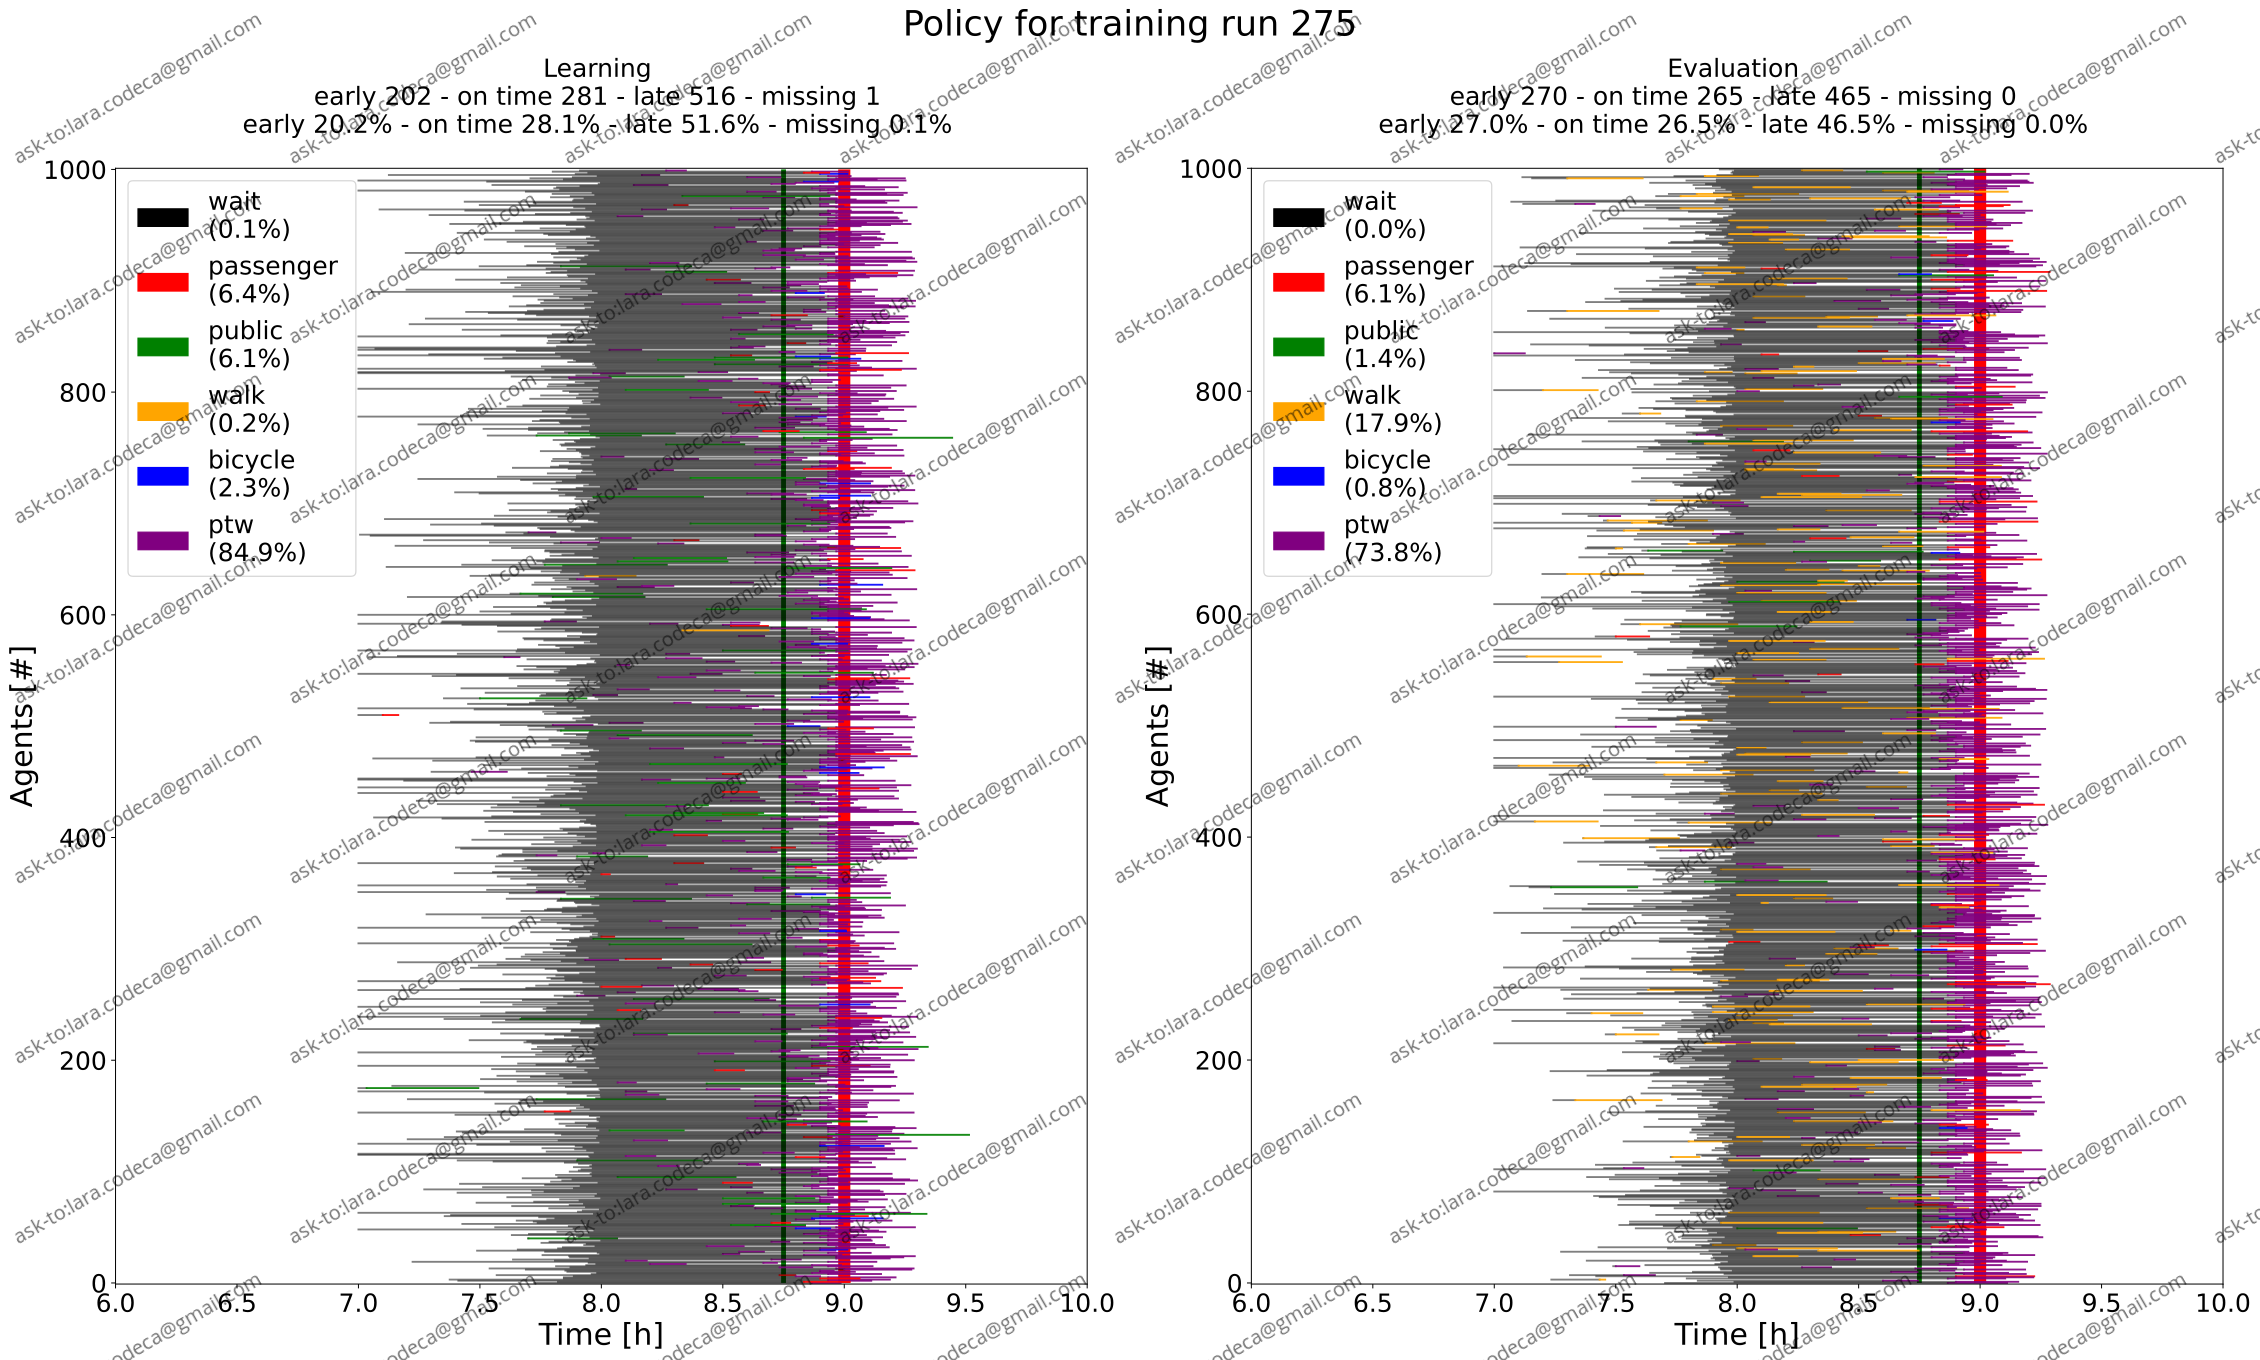 Policy for training run 275
Learning
early 202 - on time 281 - late 516 - missing 1
early 20.2% - on time 28.1% - late 51.6% - missing 0.1%
Agents [#]
1000
800
600
400
200
0
wait
(0.1%)
passenger
(6.4%)
public
(6.1%)
walk
(0.2%)
bicycle
(2.3%)
ptw
(84.9%)
6.0 6.5 7.0 7.5 8.0 8.5 9.0 9.5 10.0
Time [h]
Evaluation
early 270 - on time 265 - late 465 - missing 0
early 27.0% - on time 26.5% - late 46.5% - missing 0.0%
Agents [#]
1000
800
600
400
200
0
wait
(0.0%)
passenger
(6.1%)
public
(1.4%)
walk
(17.9%)
bicycle
(0.8%)
ptw
(73.8%)
6.0 6.5 7.0 7.5 8.0 8.5 9.0 9.5 10.0
Time [h]
ask-to:lara.codeca@gmail.com